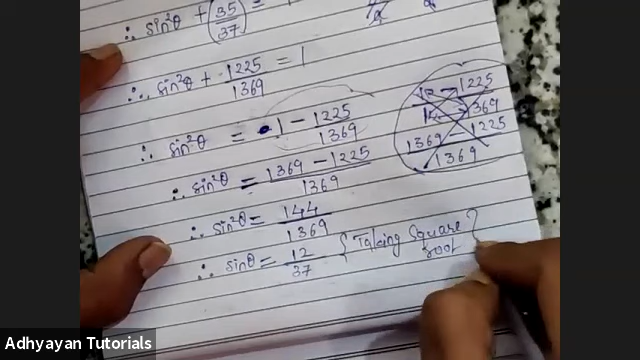 ∴ sin²θ + (35/37)² = 1
∴ sin²θ + 1225/1369 = 1
∴ sin²θ = 1 − 1225/1369
∴ sin²θ = (1369 − 1225)/1369
∴ sin²θ = 144/1369
∴ sinθ = 12/37 { Taking Square root }
1225
1369
1369 − 1225
1369
Adhyayan Tutorials